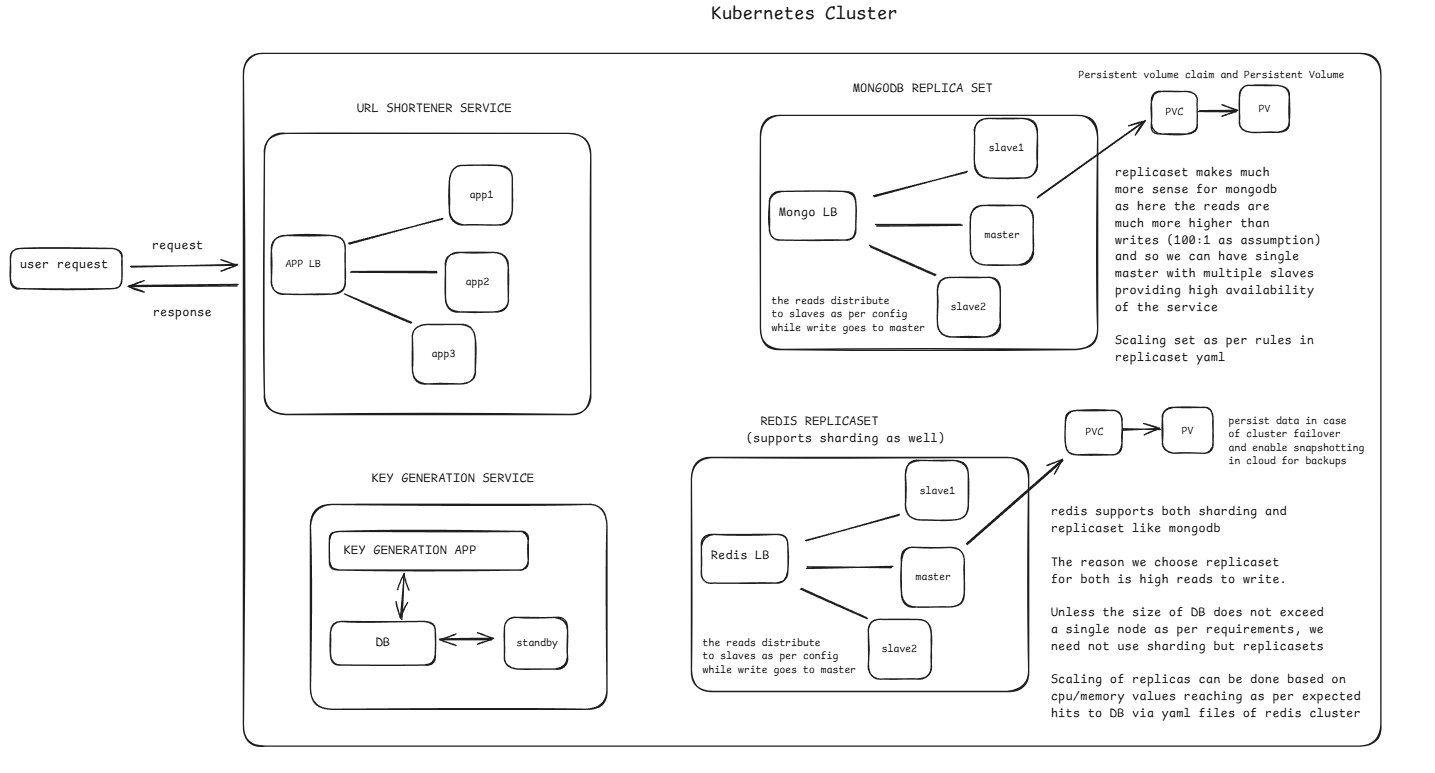 Kubernetes Cluster
user request
request
response
URL SHORTENER SERVICE
APP LB
app1
app2
app3
KEY GENERATION SERVICE
KEY GENERATION APP
DB
standby
MONGODB REPLICA SET
Mongo LB
slave1
master
slave2
the reads distribute
to slaves as per config
while write goes to master
Persistent volume claim and Persistent Volume
PVC
PV
replicaset makes much
more sense for mongodb
as here the reads are
much more higher than
writes (100:1 as assumption)
and so we can have single
master with multiple slaves
providing high availability
of the service
Scaling set as per rules in
replicaset yaml
REDIS REPLICASET
(supports sharding as well)
Redis LB
slave1
master
slave2
the reads distribute
to slaves as per config
while write goes to master
PVC
PV
persist data in case
of cluster failover
and enable snapshotting
in cloud for backups
redis supports both sharding and
replicaset like mongodb
The reason we choose replicaset
for both is high reads to write.
Unless the size of DB does not exceed
a single node as per requirements, we
need not use sharding but replicasets
Scaling of replicas can be done based on
cpu/memory values reaching as per expected
hits to DB via yaml files of redis cluster